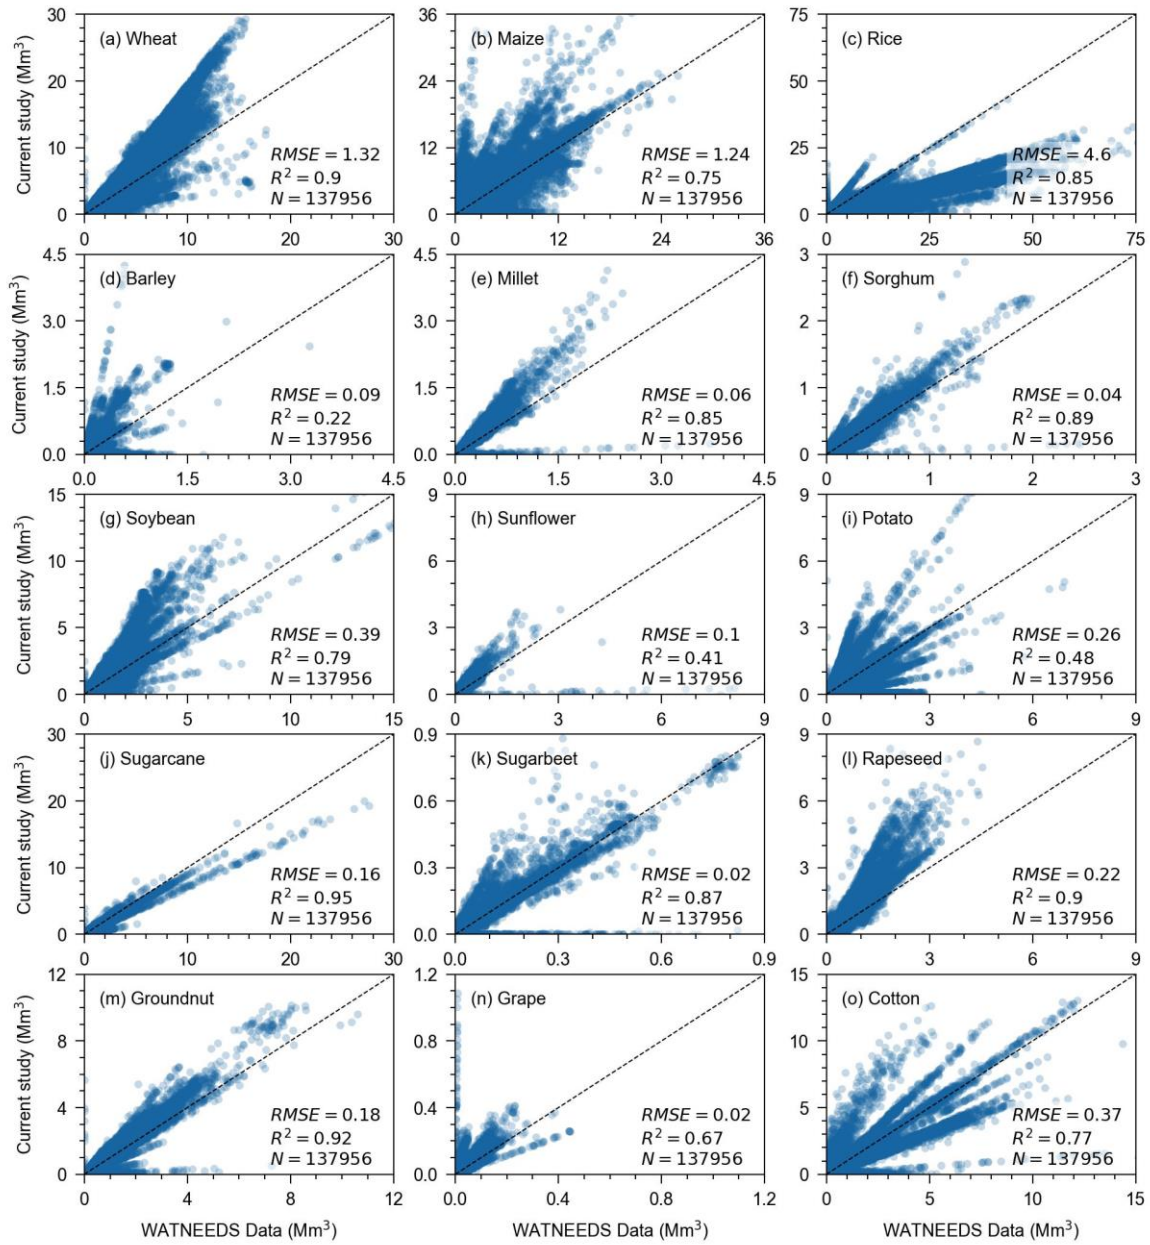 Current study (Mm³)
30
20
10
0
(a) Wheat
RMSE = 1.32
R² = 0.9
N = 137956
0 10 20 30
36
24
12
0
(b) Maize
RMSE = 1.24
R² = 0.75
N = 137956
0 12 24 36
75
50
25
0
(c) Rice
RMSE = 4.6
R² = 0.85
N = 137956
0 25 50 75
Current study (Mm³)
4.5
3.0
1.5
0.0
(d) Barley
RMSE = 0.09
R² = 0.22
N = 137956
0.0 1.5 3.0 4.5
4.5
3.0
1.5
0.0
(e) Millet
RMSE = 0.06
R² = 0.85
N = 137956
0.0 1.5 3.0 4.5
3
2
1
0
(f) Sorghum
RMSE = 0.04
R² = 0.89
N = 137956
0 1 2 3
Current study (Mm³)
15
10
5
0
(g) Soybean
RMSE = 0.39
R² = 0.79
N = 137956
0 5 10 15
9
6
3
0
(h) Sunflower
RMSE = 0.1
R² = 0.41
N = 137956
0 3 6 9
9
6
3
0
(i) Potato
RMSE = 0.26
R² = 0.48
N = 137956
0 3 6 9
Current study (Mm³)
30
20
10
0
(j) Sugarcane
RMSE = 0.16
R² = 0.95
N = 137956
0 10 20 30
0.9
0.6
0.3
0.0
(k) Sugarbeet
RMSE = 0.02
R² = 0.87
N = 137956
0.0 0.3 0.6 0.9
9
6
3
0
(l) Rapeseed
RMSE = 0.22
R² = 0.9
N = 137956
0 3 6 9
Current study (Mm³)
12
8
4
0
(m) Groundnut
RMSE = 0.18
R² = 0.92
N = 137956
0 4 8 12
WATNEEDS Data (Mm³)
1.2
0.8
0.4
0.0
(n) Grape
RMSE = 0.02
R² = 0.67
N = 137956
0.0 0.4 0.8 1.2
WATNEEDS Data (Mm³)
15
10
5
0
(o) Cotton
RMSE = 0.37
R² = 0.77
N = 137956
0 5 10 15
WATNEEDS Data (Mm³)